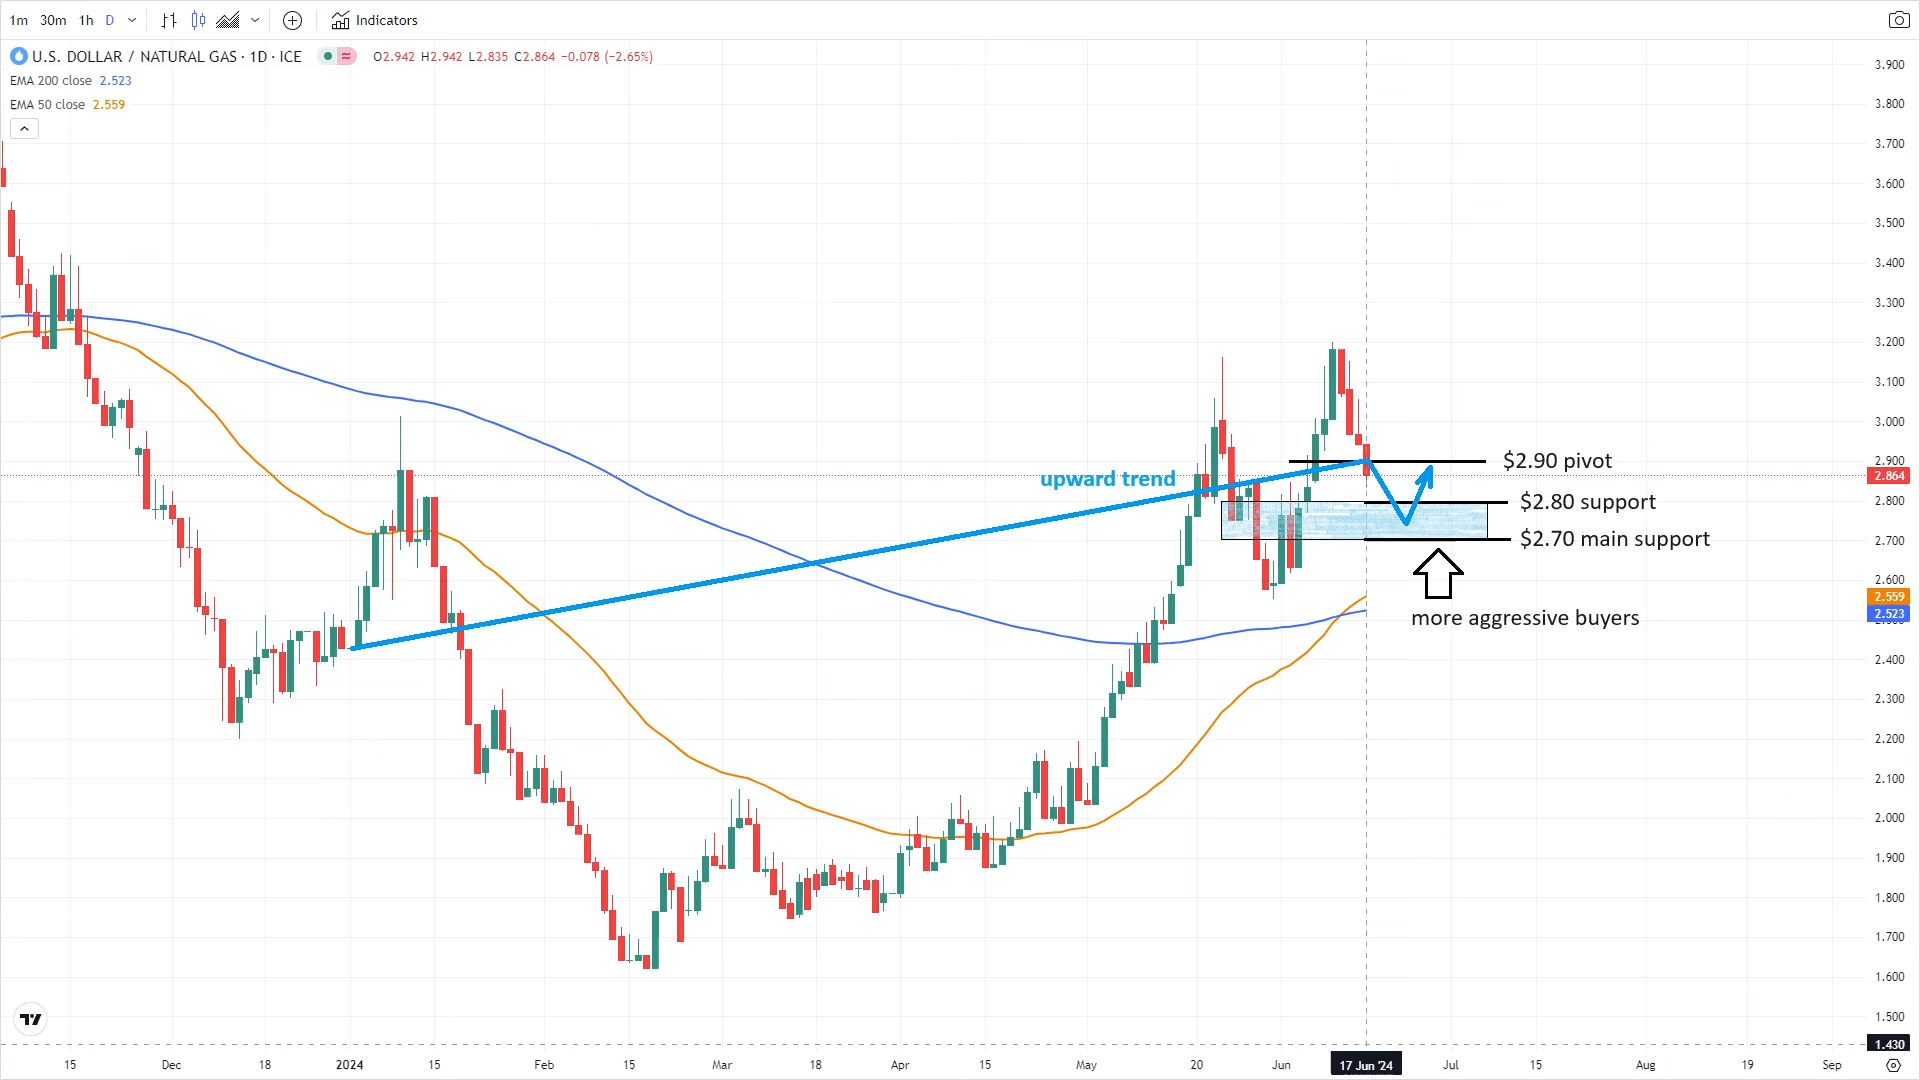 1m 30m 1h D Indicators
U.S. DOLLAR / NATURAL GAS · 1D · ICE O2.942 H2.942 L2.835 C2.864 −0.078 (−2.65%)
EMA 200 close 2.523
EMA 50 close 2.559
3.900
3.800
3.700
3.600
3.500
3.400
3.300
3.200
3.100
3.000
2.900
2.864
2.800
2.700
2.600
2.559
2.523
2.400
2.300
2.200
2.100
2.000
1.900
1.800
1.700
1.600
1.500
1.430
$2.90 pivot
upward trend
$2.80 support
$2.70 main support
more aggressive buyers
15 Dec 18 2024 15 Feb 15 Mar 18 Apr 15 May 20 Jun 17 Jun '24 Jul 15 Aug 19 Sep